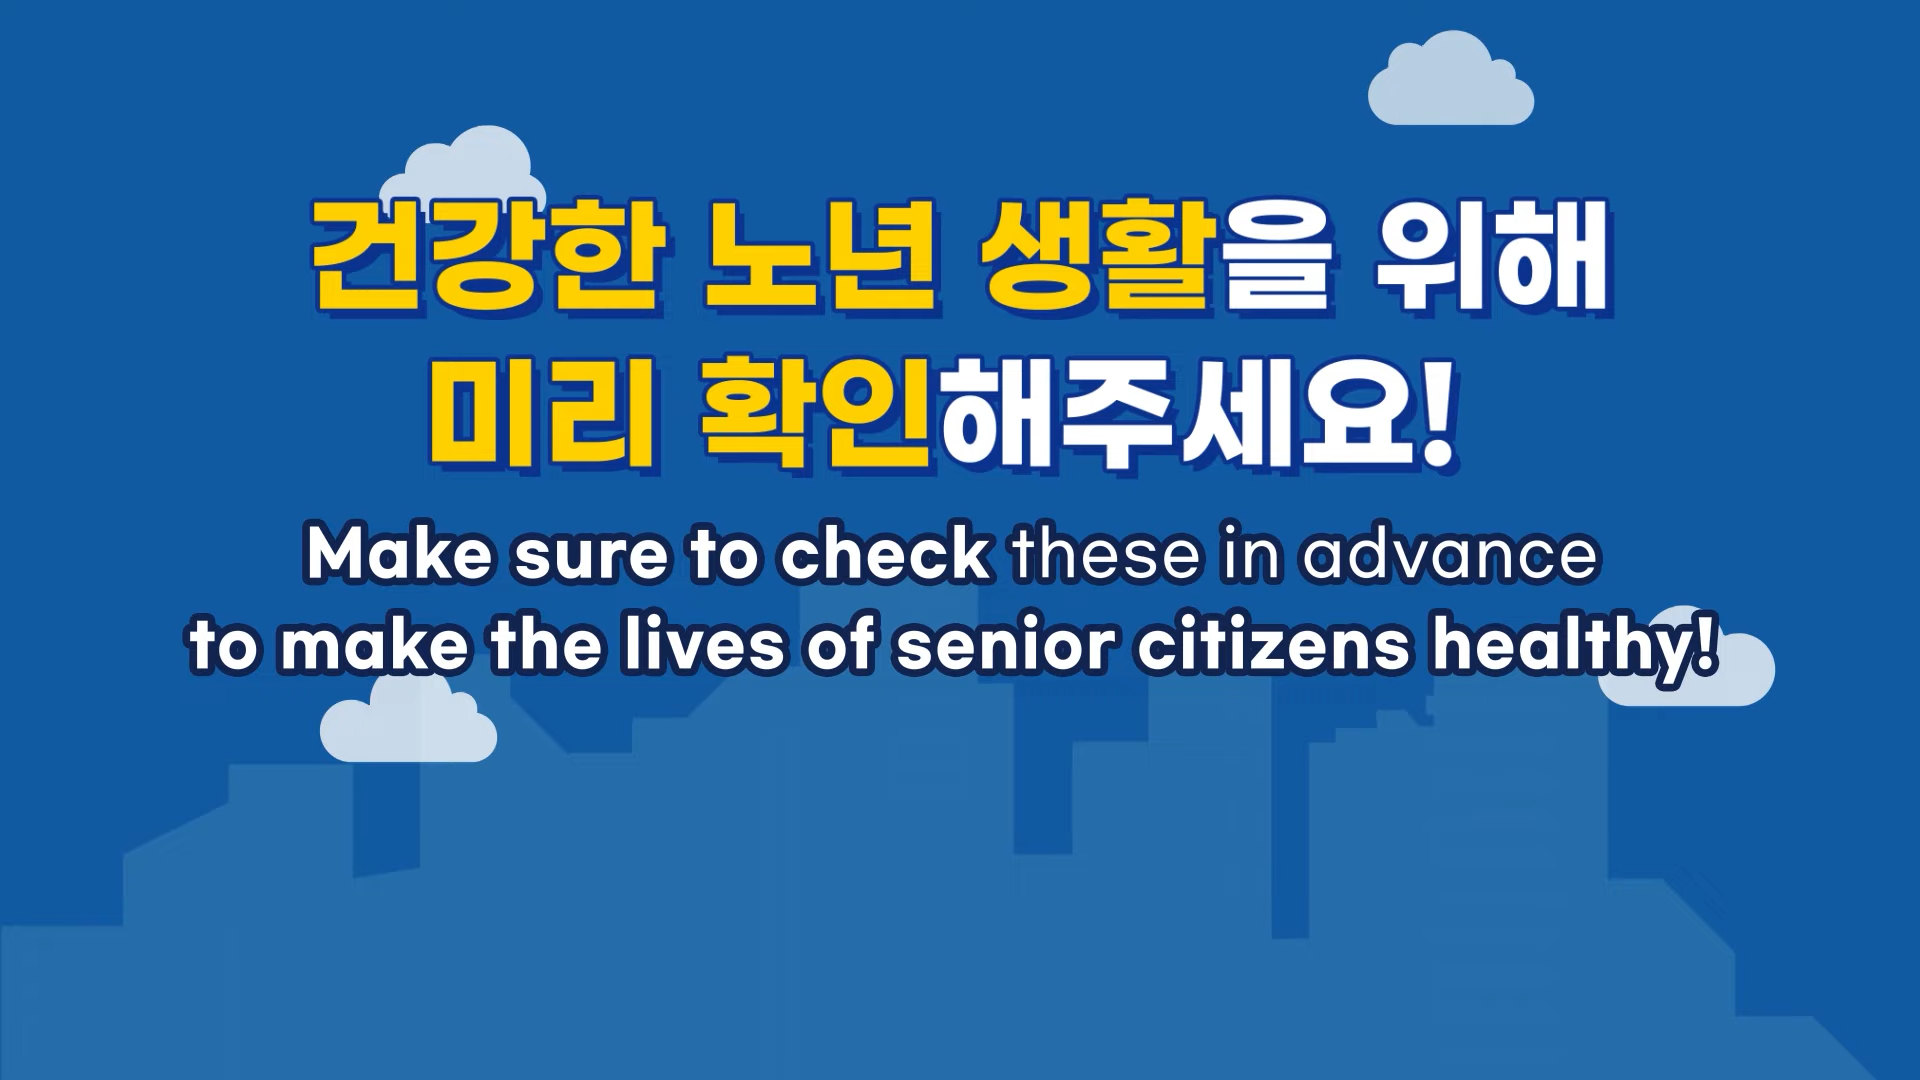 건강한 노년 생활을 위해
미리 확인해주세요!
Make sure to check these in advance
to make the lives of senior citizens healthy!